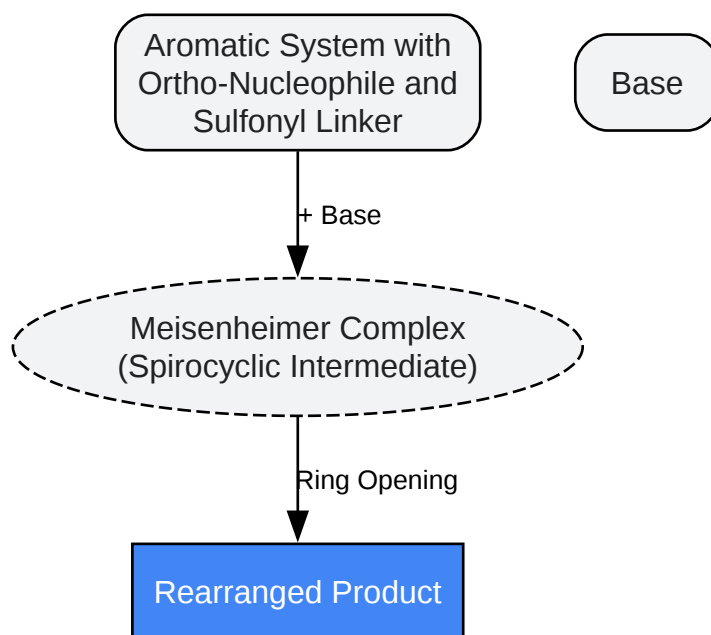 Aromatic System with
Ortho-Nucleophile and
Sulfonyl Linker
Base
+ Base
Meisenheimer Complex
(Spirocyclic Intermediate)
Ring Opening
Rearranged Product